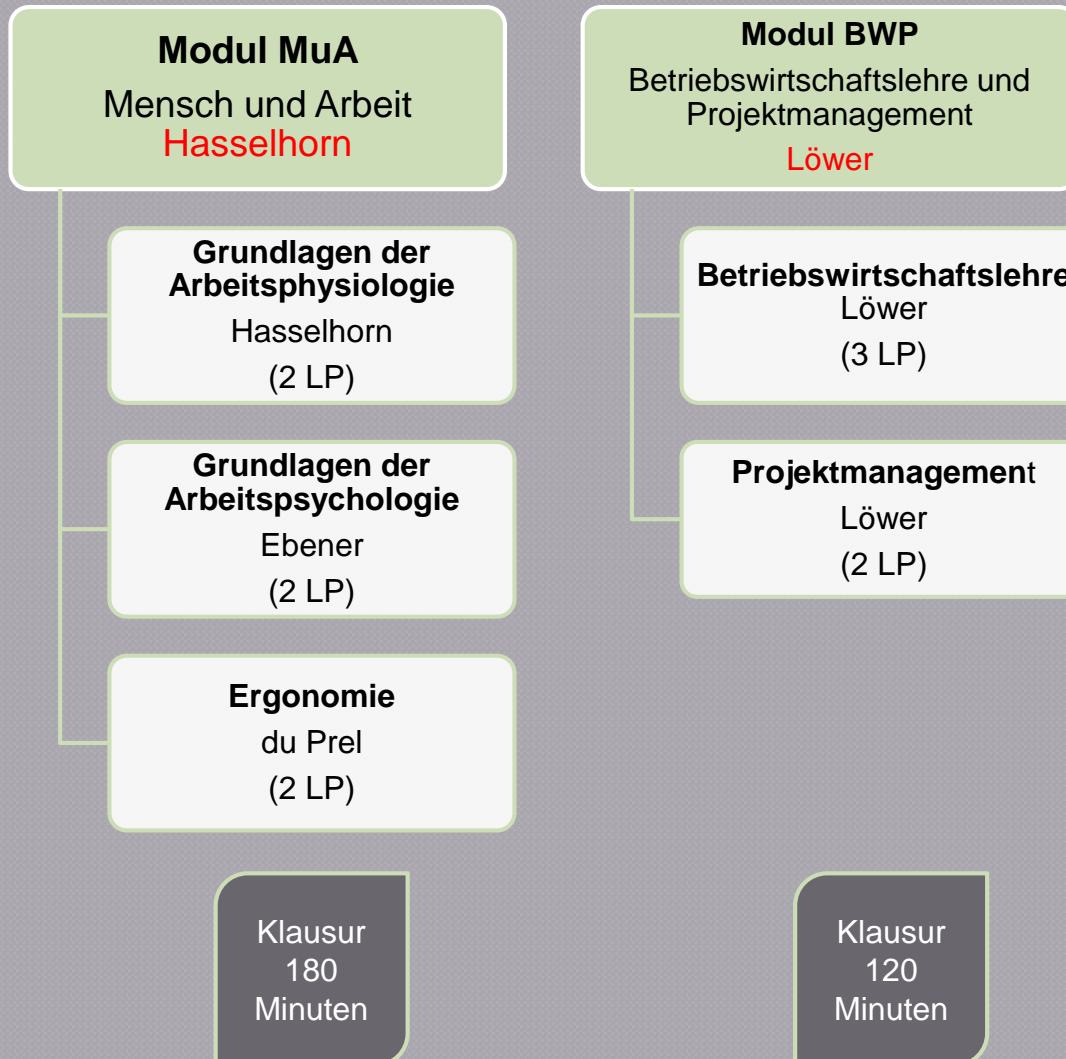 Modul MuA
Mensch und Arbeit
Hasselhorn
Grundlagen der
Arbeitsphysiologie
Hasselhorn
(2 LP)
Grundlagen der
Arbeitspsychologie
Ebener
(2 LP)
Ergonomie
du Prel
(2 LP)
Klausur
180
Minuten
Modul BWP
Betriebswirtschaftslehre und
Projektmanagement
Löwer
Betriebswirtschaftslehre
Löwer
(3 LP)
Projektmanagement
Löwer
(2 LP)
Klausur
120
Minuten